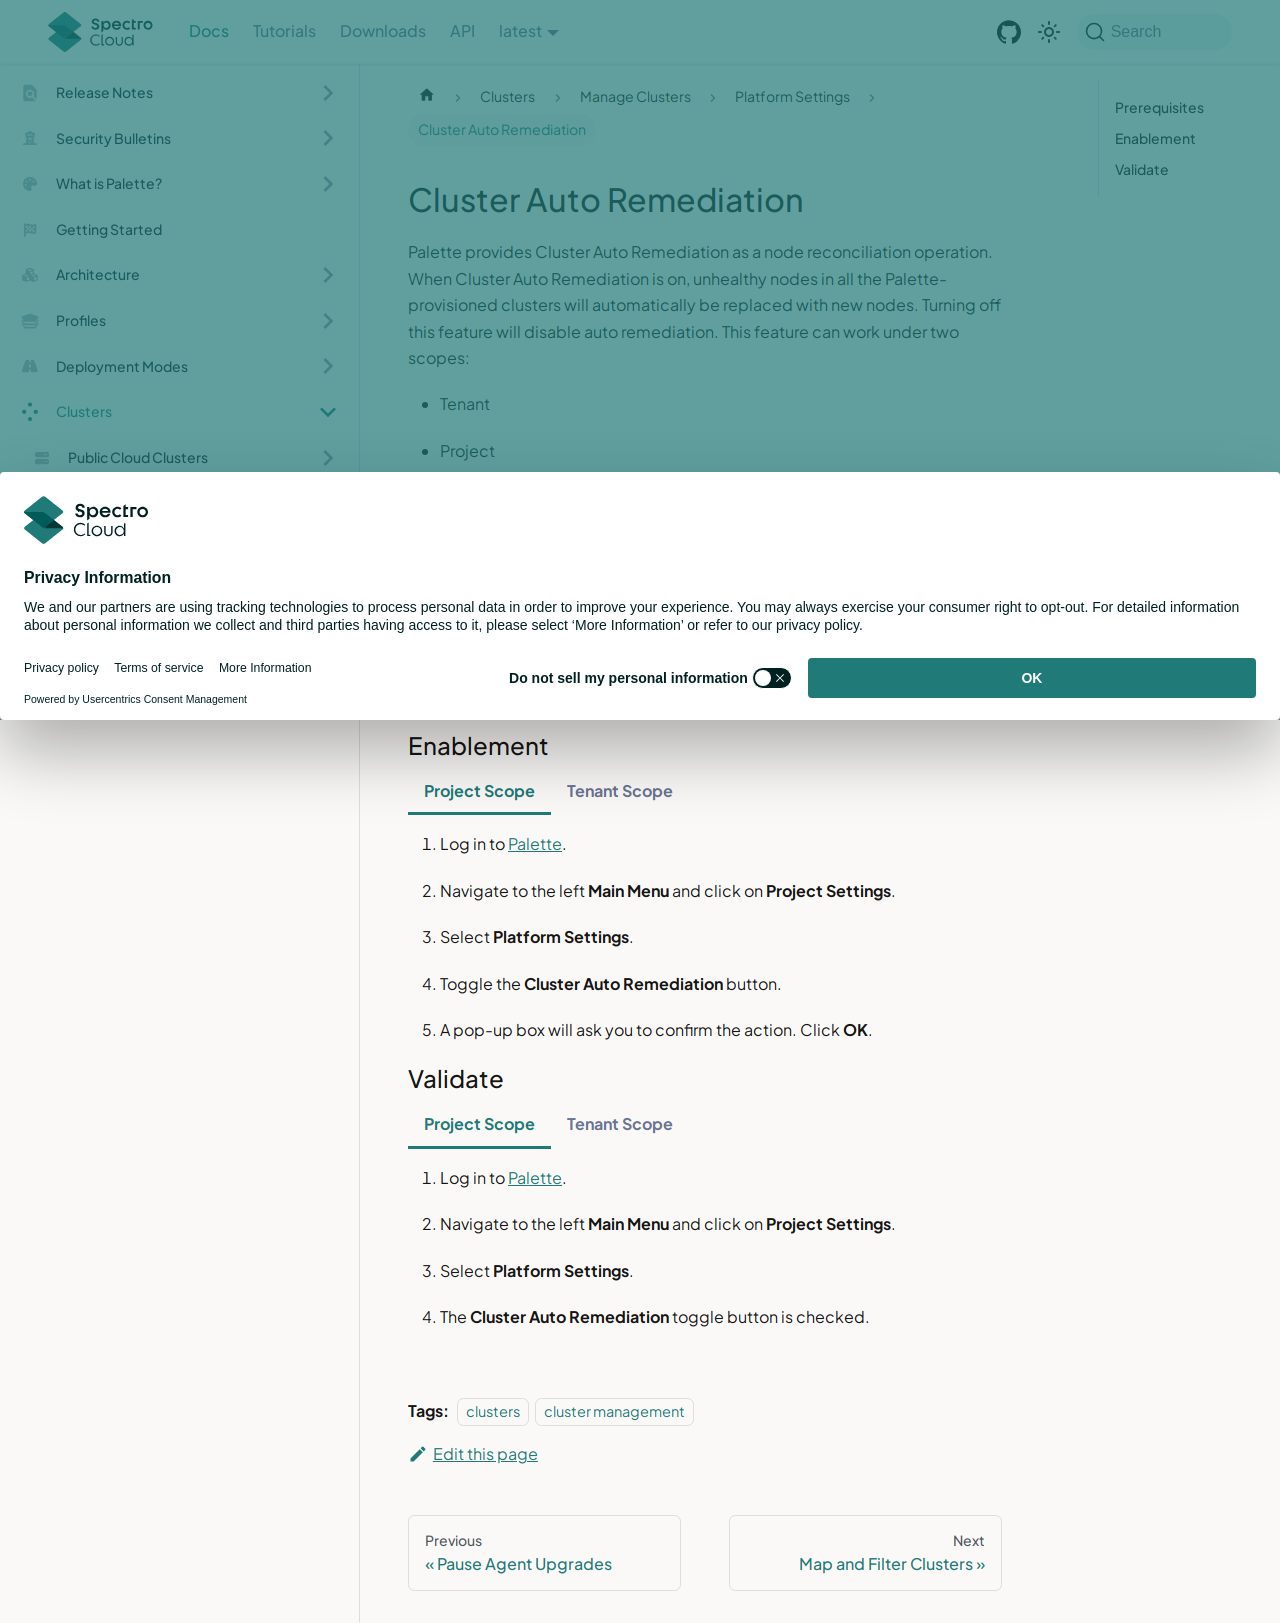 Spectro Cloud
Docs
Tutorials
Downloads
API
latest
Search
Release Notes
Security Bulletins
What is Palette?
Getting Started
Architecture
Profiles
Deployment Modes
Clusters
Public Cloud Clusters
Clusters
Manage Clusters
Platform Settings
Cluster Auto Remediation
Prerequisites
Enablement
Validate
Cluster Auto Remediation
Palette provides Cluster Auto Remediation as a node reconciliation operation.
When Cluster Auto Remediation is on, unhealthy nodes in all the Palette-
provisioned clusters will automatically be replaced with new nodes. Turning off
this feature will disable auto remediation. This feature can work under two
scopes:
Tenant
Project
Spectro
Cloud
Privacy Information
We and our partners are using tracking technologies to process personal data in order to improve your experience. You may always exercise your consumer right to opt-out. For detailed information
about personal information we collect and third parties having access to it, please select ‘More Information’ or refer to our privacy policy.
Privacy policy
Terms of service
More Information
Powered by Usercentrics Consent Management
Do not sell my personal information
OK
Enablement
Project Scope
Tenant Scope
1. Log in to Palette.
2. Navigate to the left Main Menu and click on Project Settings.
3. Select Platform Settings.
4. Toggle the Cluster Auto Remediation button.
5. A pop-up box will ask you to confirm the action. Click OK.
Validate
Project Scope
Tenant Scope
1. Log in to Palette.
2. Navigate to the left Main Menu and click on Project Settings.
3. Select Platform Settings.
4. The Cluster Auto Remediation toggle button is checked.
Tags: clusters cluster management
Edit this page
Previous
« Pause Agent Upgrades
Next
Map and Filter Clusters »